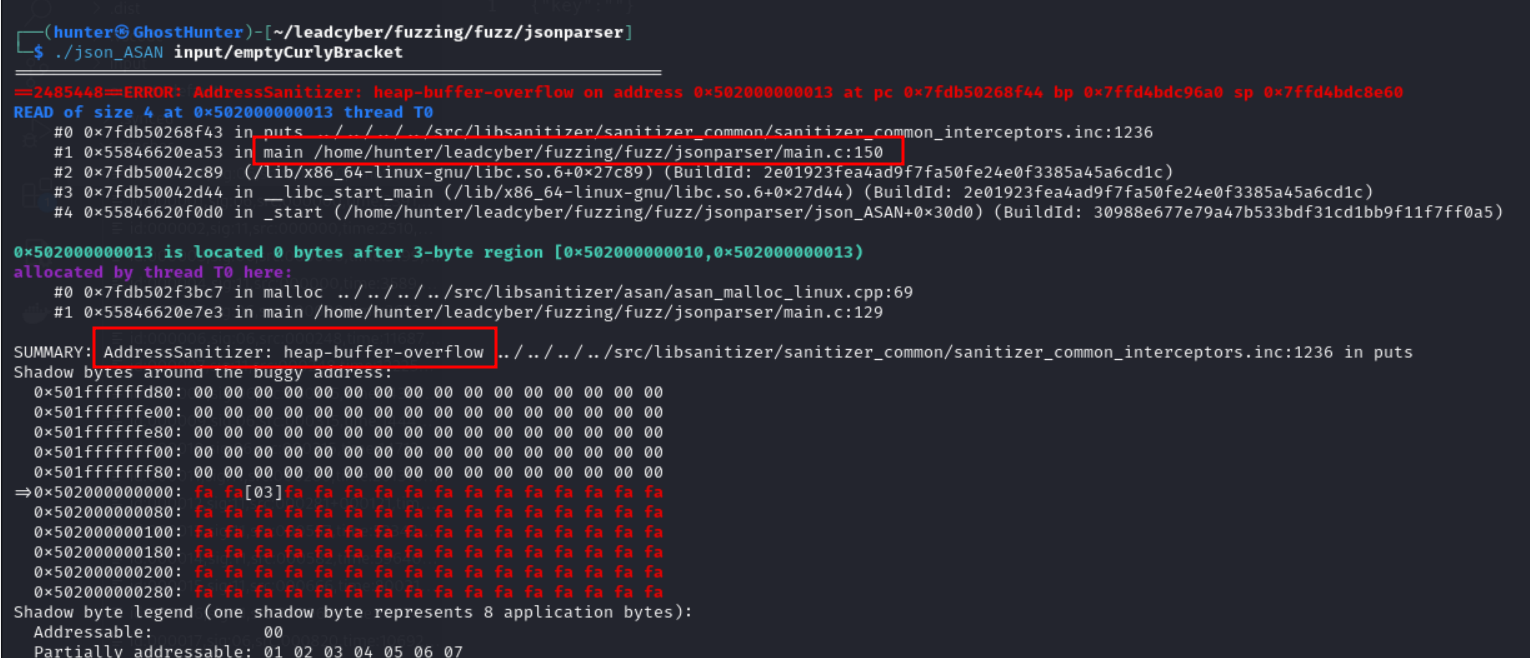 ┌──(hunter㉿GhostHunter)-[~/leadcyber/fuzzing/fuzz/jsonparser]
└─$ ./json_ASAN input/emptyCurlyBracket
=================================================================
==2485448==ERROR: AddressSanitizer: heap-buffer-overflow on address 0x502000000013 at pc 0x7fdb50268f44 bp 0x7ffd4bdc96a0 sp 0x7ffd4bdc8e60
READ of size 4 at 0x502000000013 thread T0
#0 0x7fdb50268f43 in puts ../../../../src/libsanitizer/sanitizer_common/sanitizer_common_interceptors.inc:1236
#1 0x55846620ea53 in main /home/hunter/leadcyber/fuzzing/fuzz/jsonparser/main.c:150
#2 0x7fdb50042c89  (/lib/x86_64-linux-gnu/libc.so.6+0x27c89) (BuildId: 2e01923fea4ad9f7fa50fe24e0f3385a45a6cd1c)
#3 0x7fdb50042d44 in __libc_start_main (/lib/x86_64-linux-gnu/libc.so.6+0x27d44) (BuildId: 2e01923fea4ad9f7fa50fe24e0f3385a45a6cd1c)
#4 0x55846620f0d0 in _start (/home/hunter/leadcyber/fuzzing/fuzz/jsonparser/json_ASAN+0x30d0) (BuildId: 30988e677e79a47b533bdf31cd1bb9f11f7ff0a5)
0x502000000013 is located 0 bytes after 3-byte region [0x502000000010,0x502000000013)
allocated by thread T0 here:
#0 0x7fdb502f3bc7 in malloc ../../../../src/libsanitizer/asan/asan_malloc_linux.cpp:69
#1 0x55846620e7e3 in main /home/hunter/leadcyber/fuzzing/fuzz/jsonparser/main.c:129
SUMMARY: AddressSanitizer: heap-buffer-overflow ../../../../src/libsanitizer/sanitizer_common/sanitizer_common_interceptors.inc:1236 in puts
Shadow bytes around the buggy address:
0x501ffffffd80: 00 00 00 00 00 00 00 00 00 00 00 00 00 00 00 00
0x501ffffffe00: 00 00 00 00 00 00 00 00 00 00 00 00 00 00 00 00
0x501ffffffe80: 00 00 00 00 00 00 00 00 00 00 00 00 00 00 00 00
0x501fffffff00: 00 00 00 00 00 00 00 00 00 00 00 00 00 00 00 00
0x501fffffff80: 00 00 00 00 00 00 00 00 00 00 00 00 00 00 00 00
=>0x502000000000: fa fa[03]fa fa fa fa fa fa fa fa fa fa fa fa fa
0x502000000080: fa fa fa fa fa fa fa fa fa fa fa fa fa fa fa fa
0x502000000100: fa fa fa fa fa fa fa fa fa fa fa fa fa fa fa fa
0x502000000180: fa fa fa fa fa fa fa fa fa fa fa fa fa fa fa fa
0x502000000200: fa fa fa fa fa fa fa fa fa fa fa fa fa fa fa fa
0x502000000280: fa fa fa fa fa fa fa fa fa fa fa fa fa fa fa fa
Shadow byte legend (one shadow byte represents 8 application bytes):
Addressable:           00
Partially addressable: 01 02 03 04 05 06 07